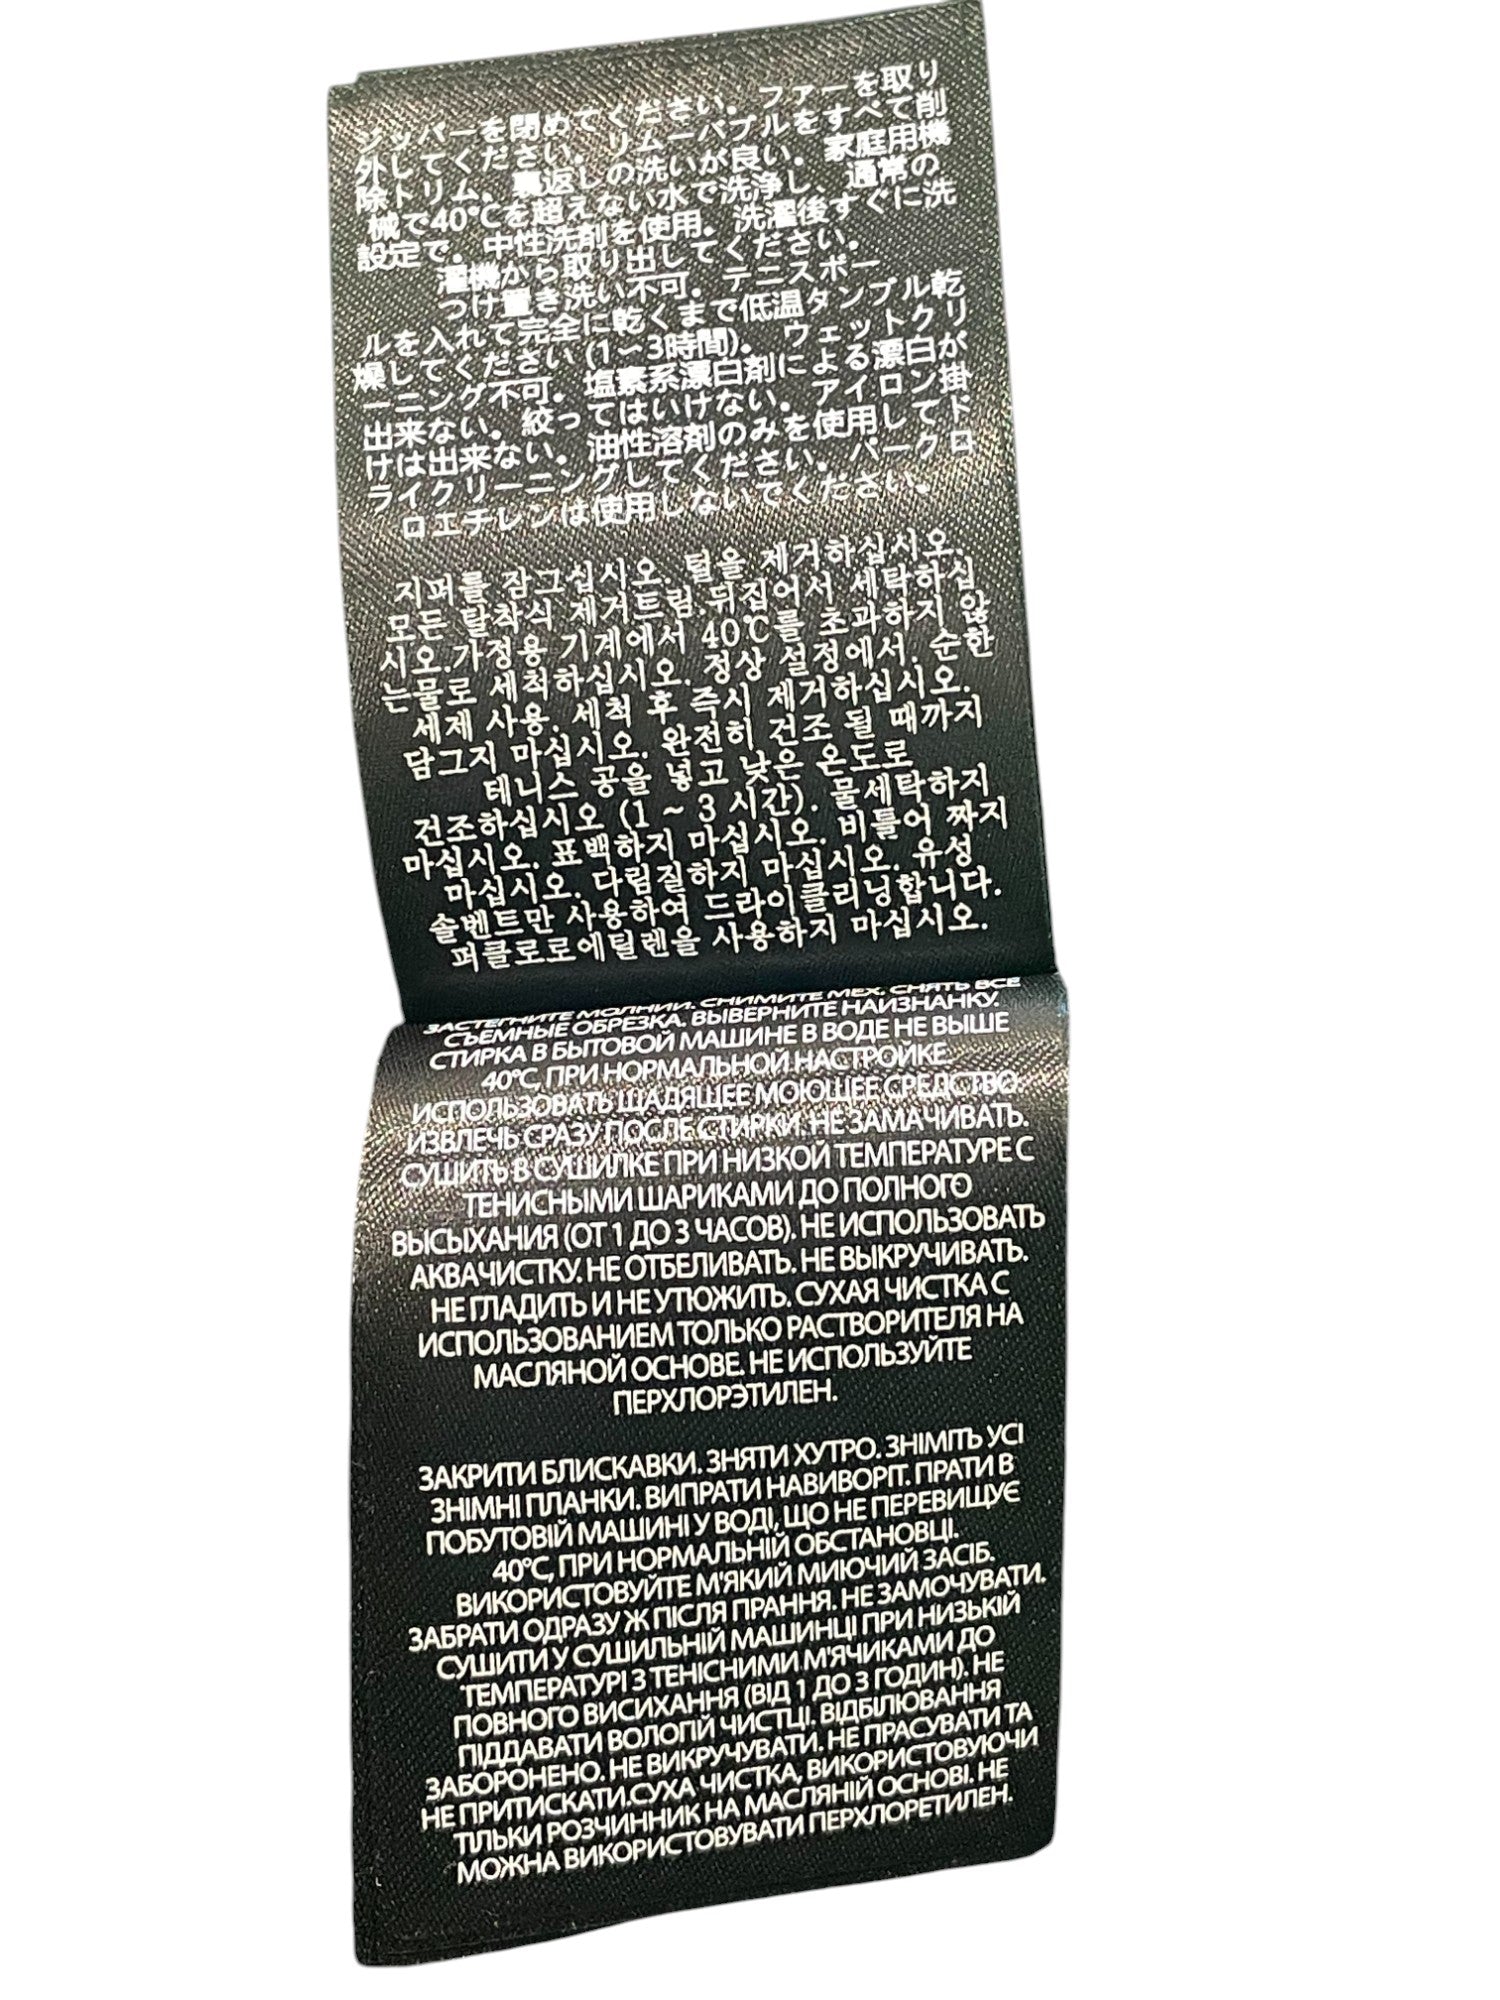 ジッパーを閉めてください。ファーを取り
外してください。リムーバブルをすべて削
除トリム。裏返しの洗いが良い。家庭用機
械で40℃を超えない水で洗浄し、通常の
設定で。中性洗剤を使用。洗濯後すぐに洗
濯機から取り出してください。
つけ置き洗い不可。テニスボー
ルを入れて完全に乾くまで低温タンブル乾
燥してください (1～3時間)。 ウェットクリ
ーニング不可。塩素系漂白剤による漂白が
出来ない。絞ってはいけない。アイロン掛
けは出来ない。油性溶剤のみを使用してド
ライクリーニングしてください。パークロ
ロエチレンは使用しないでください。
지퍼를 잠그십시오. 털을 제거하십시오.
모든 탈착식 제거트림.뒤집어서 세탁하십
시오.가정용 기계에서 40℃를 초과하지 않
는물로 세척하십시오. 정상 설정에서. 순한
세제 사용. 세척 후 즉시 제거하십시오.
담그지 마십시오. 완전히 건조 될 때까지
테니스 공을 넣고 낮은 온도로
건조하십시오 (1 ~ 3 시간). 물세탁하지
마십시오. 표백하지 마십시오. 비틀어 짜지
마십시오. 다림질하지 마십시오. 유성
솔벤트만 사용하여 드라이클리닝합니다.
퍼클로로에틸렌을 사용하지 마십시오.
ЗАСТЕГНИТЕ МОЛНИИ. СНИМИТЕ МЕХ. СНЯТЬ ВСЕ
СЪЕМНЫЕ ОБРЕЗКА. ВЫВЕРНИТЕ НАИЗНАНКУ.
СТИРКА В БЫТОВОЙ МАШИНЕ В ВОДЕ НЕ ВЫШЕ
40°C, ПРИ НОРМАЛЬНОЙ НАСТРОЙКЕ.
ИСПОЛЬЗОВАТЬ ЩАДЯЩЕЕ МОЮЩЕЕ СРЕДСТВО.
ИЗВЛЕЧЬ СРАЗУ ПОСЛЕ СТИРКИ. НЕ ЗАМАЧИВАТЬ.
СУШИТЬ В СУШИЛКЕ ПРИ НИЗКОЙ ТЕМПЕРАТУРЕ С
ТЕНИСНЫМИ ШАРИКАМИ ДО ПОЛНОГО
ВЫСЫХАНИЯ (ОТ 1 ДО 3 ЧАСОВ). НЕ ИСПОЛЬЗОВАТЬ
АКВАЧИСТКУ. НЕ ОТБЕЛИВАТЬ. НЕ ВЫКРУЧИВАТЬ.
НЕ ГЛАДИТЬ И НЕ УТЮЖИТЬ. СУХАЯ ЧИСТКА С
ИСПОЛЬЗОВАНИЕМ ТОЛЬКО РАСТВОРИТЕЛЯ НА
МАСЛЯНОЙ ОСНОВЕ. НЕ ИСПОЛЬЗУЙТЕ
ПЕРХЛОРЭТИЛЕН.
ЗАКРИТИ БЛИСКАВКИ. ЗНЯТИ ХУТРО. ЗНІМІТЬ УСІ
ЗНІМНІ ПЛАНКИ. ВИПРАТИ НАВИВОРІТ. ПРАТИ В
ПОБУТОВІЙ МАШИНІ У ВОДІ, ЩО НЕ ПЕРЕВИЩУЄ
40°C, ПРИ НОРМАЛЬНІЙ ОБСТАНОВЦІ.
ВИКОРИСТОВУЙТЕ М'ЯКИЙ МИЮЧИЙ ЗАСІБ.
ЗАБРАТИ ОДРАЗУ Ж ПІСЛЯ ПРАННЯ. НЕ ЗАМОЧУВАТИ.
СУШИТИ У СУШИЛЬНІЙ МАШИНЦІ ПРИ НИЗЬКІЙ
ТЕМПЕРАТУРІ З ТЕНІСНИМИ М'ЯЧИКАМИ ДО
ПОВНОГО ВИСИХАННЯ (ВІД 1 ДО 3 ГОДИН). НЕ
ПІДДАВАТИ ВОЛОГІЙ ЧИСТЦІ. ВІДБІЛЮВАННЯ
ЗАБОРОНЕНО. НЕ ВИКРУЧУВАТИ. НЕ ПРАСУВАТИ ТА
НЕ ПРИТИСКАТИ.СУХА ЧИСТКА, ВИКОРИСТОВУЮЧИ
ТІЛЬКИ РОЗЧИННИК НА МАСЛЯНІЙ ОСНОВІ. НЕ
МОЖНА ВИКОРИСТОВУВАТИ ПЕРХЛОРЕТИЛЕН.